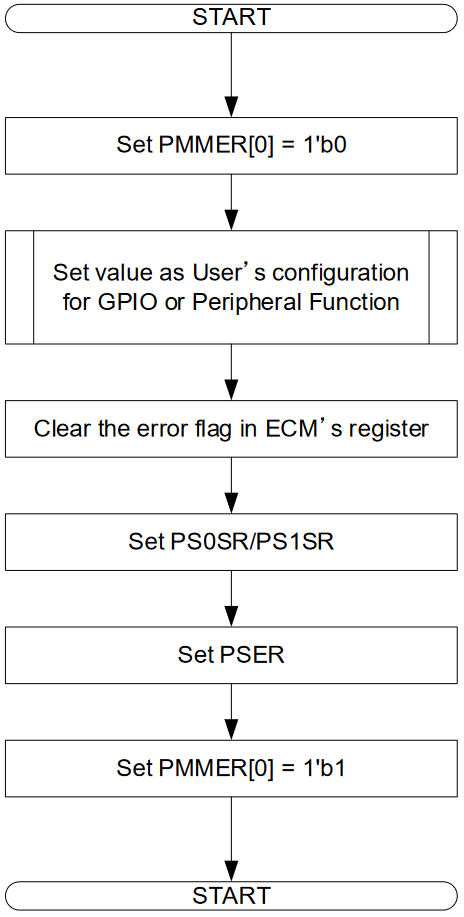 START
Set PMMER[0] = 1'b0
Set value as User’s configuration
for GPIO or Peripheral Function
Clear the error flag in ECM’s register
Set PS0SR/PS1SR
Set PSER
Set PMMER[0] = 1'b1
START